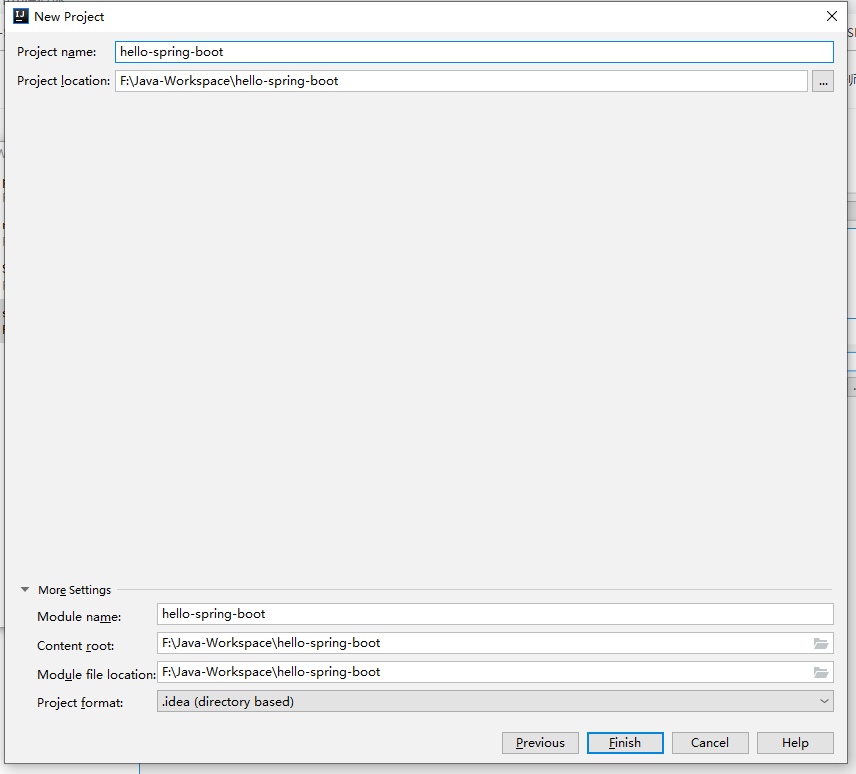 New Project
Project name: hello-spring-boot
Project location: F:\Java-Workspace\hello-spring-boot ...
More Settings
Module name: hello-spring-boot
Content root: F:\Java-Workspace\hello-spring-boot
Module file location: F:\Java-Workspace\hello-spring-boot
Project format: .idea (directory based)
Previous Finish Cancel Help